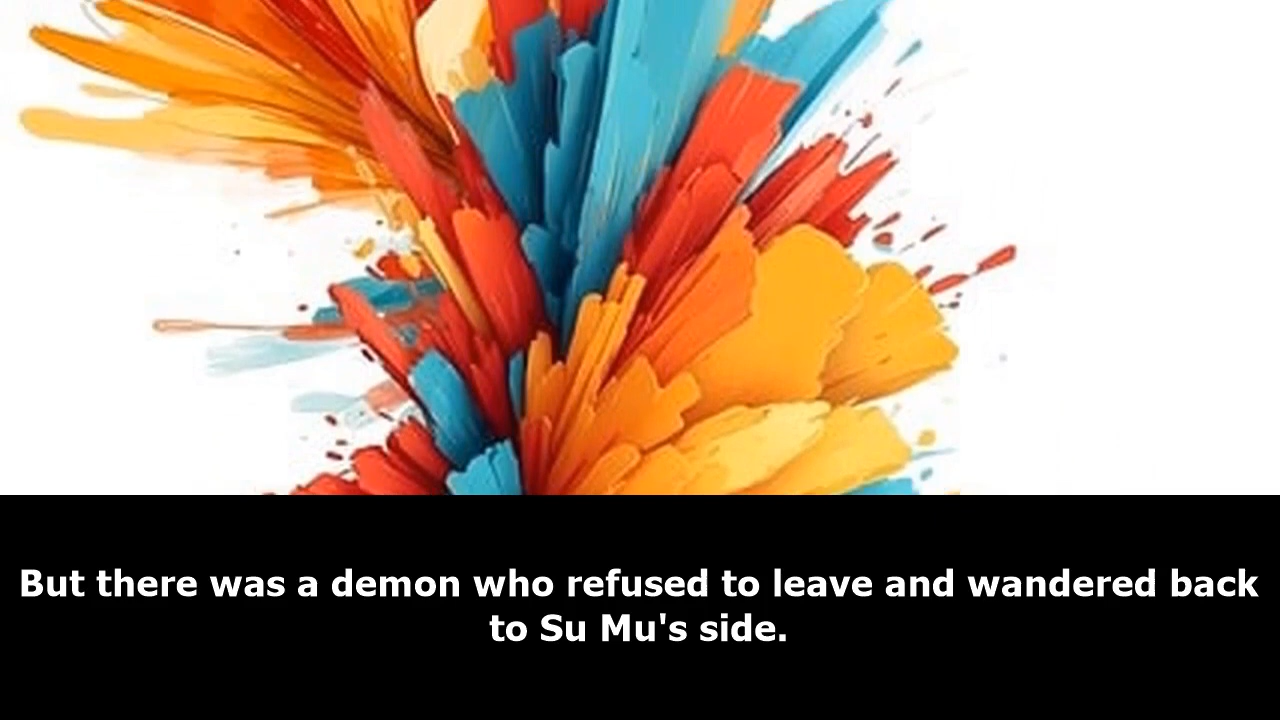 But there was a demon who refused to leave and wandered back
to Su Mu's side.